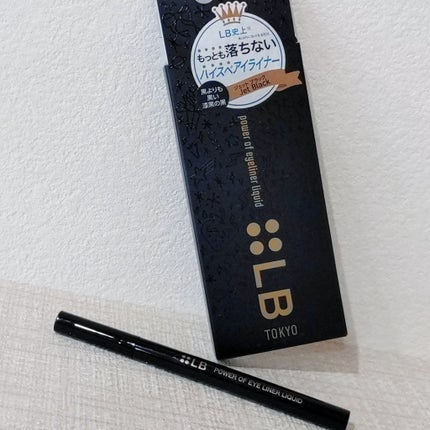 LB史上
もっとも落ちない
ハイスペアイライナー
黒よりも
黒い
漆黒の黒
ジェットブラック
Jet Black
power of eyeliner liquid
LB
TOKYO
LB POWER OF EYE LINER LIQUID